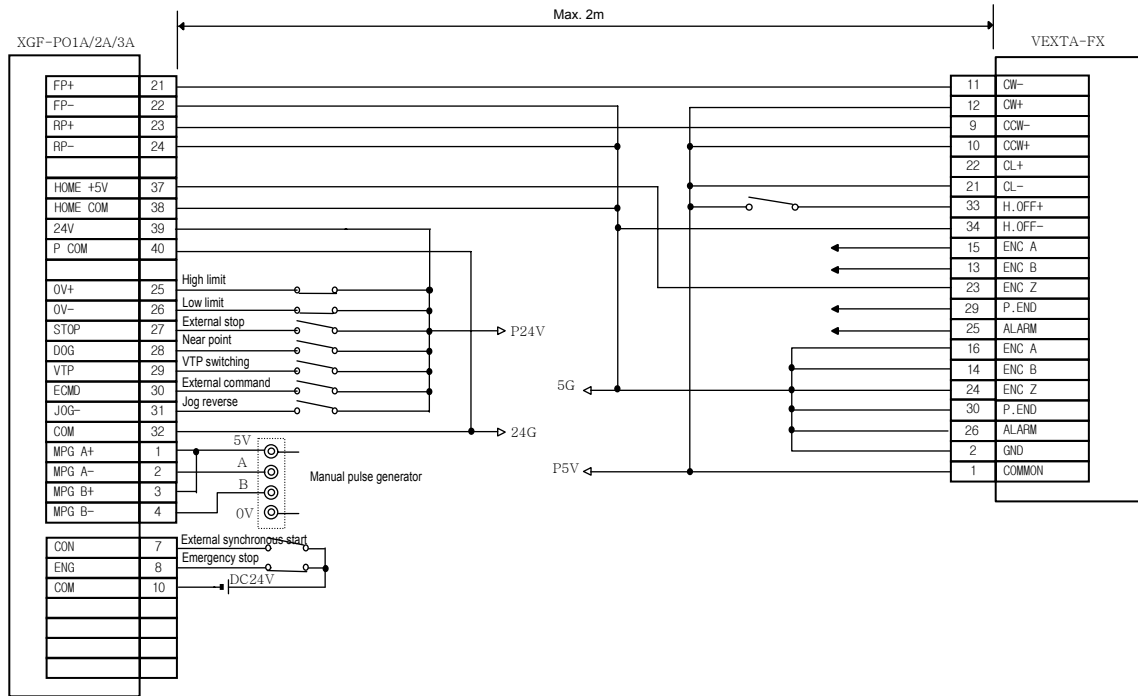 Max. 2m
XGF-PO1A/2A/3A
VEXTA-FX
FP+ 21
FP- 22
RP+ 23
RP- 24
HOME +5V 37
HOME COM 38
24V 39
P COM 40
0V+ 25 High limit
0V- 26 Low limit
STOP 27 External stop
DOG 28 Near point
VTP 29 VTP switching
ECMD 30 External command
JOG- 31 Jog reverse
COM 32
MPG A+ 1
MPG A- 2
MPG B+ 3
MPG B- 4
P24V
24G
5V
A
B
0V
Manual pulse generator
CON 7 External synchronous start
ENG 8 Emergency stop
COM 10 DC24V
5G
P5V
11 CW-
12 CW+
9 CCW-
10 CCW+
22 CL+
21 CL-
33 H.OFF+
34 H.OFF-
15 ENC A
13 ENC B
23 ENC Z
29 P.END
25 ALARM
16 ENC A
14 ENC B
24 ENC Z
30 P.END
26 ALARM
2 GND
1 COMMON